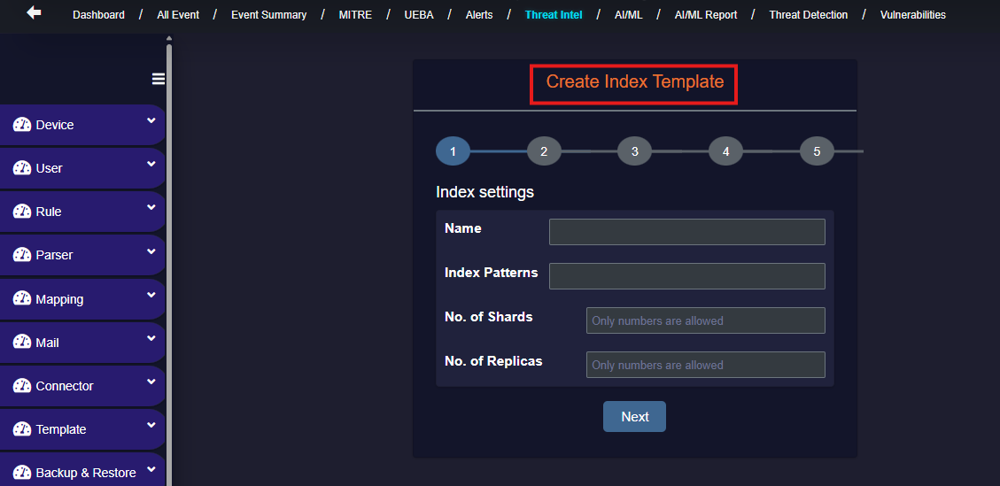 Dashboard / All Event / Event Summary / MITRE / UEBA / Alerts / Threat Intel / AI/ML / AI/ML Report / Threat Detection / Vulnerabilities
Device
User
Rule
Parser
Mapping
Mail
Connector
Template
Backup & Restore
Create Index Template
1 2 3 4 5
Index settings
Name
Index Patterns
No. of Shards Only numbers are allowed
No. of Replicas Only numbers are allowed
Next